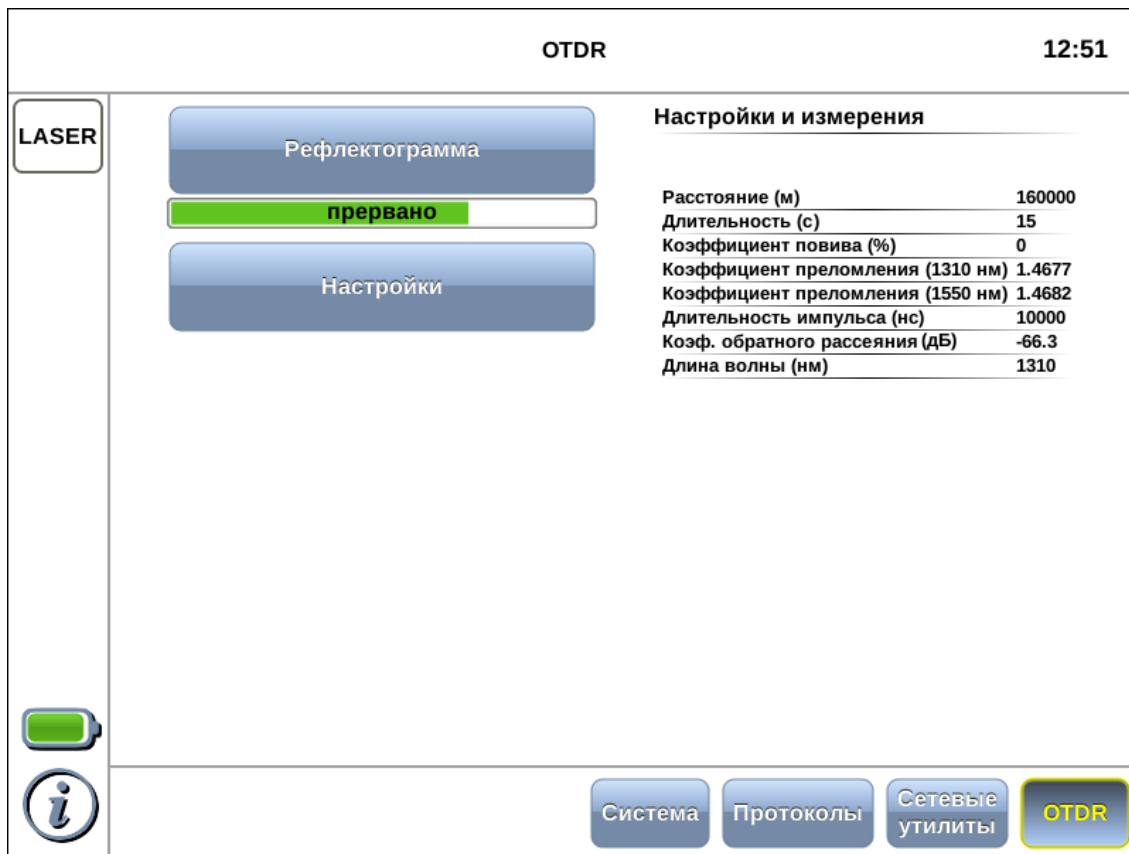 OTDR
12:51
LASER
Рефлектограмма
прервано
Настройки
Настройки и измерения
Расстояние (м) 160000
Длительность (с) 15
Коэффициент повива (%) 0
Коэффициент преломления (1310 нм) 1.4677
Коэффициент преломления (1550 нм) 1.4682
Длительность импульса (нс) 10000
Коэф. обратного рассеяния (дБ) -66.3
Длина волны (нм) 1310
i
Система
Протоколы
Сетевые
утилиты
OTDR